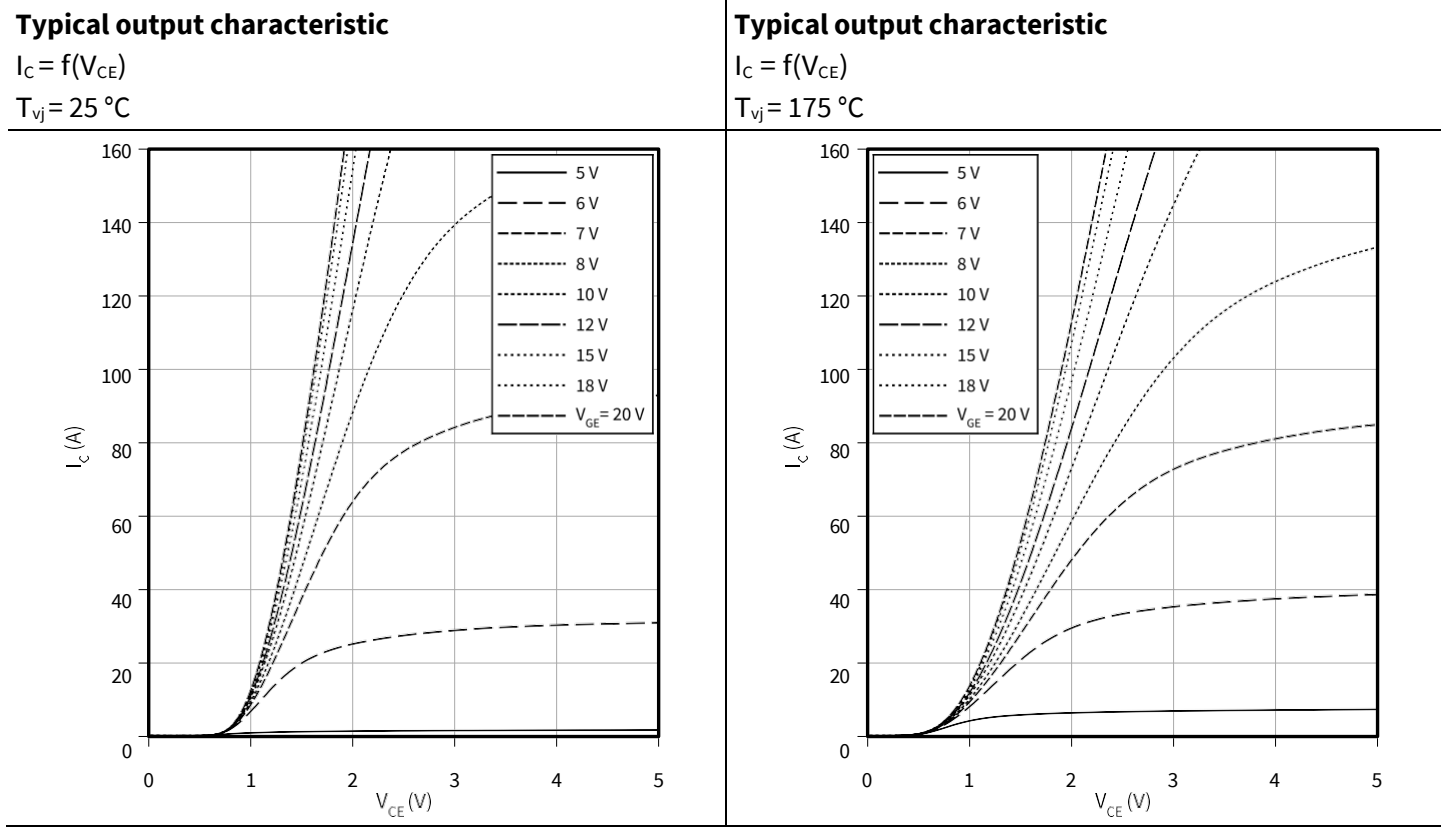 Typical output characteristic
I_C = f(V_CE)
T_vj = 25 °C
160
140
120
100
80
60
40
20
0
I_C (A)
5 V
6 V
7 V
8 V
10 V
12 V
15 V
18 V
V_GE = 20 V
0 1 2 3 4 5
V_CE (V)
Typical output characteristic
I_C = f(V_CE)
T_vj = 175 °C
160
140
120
100
80
60
40
20
0
I_C (A)
5 V
6 V
7 V
8 V
10 V
12 V
15 V
18 V
V_GE = 20 V
0 1 2 3 4 5
V_CE (V)